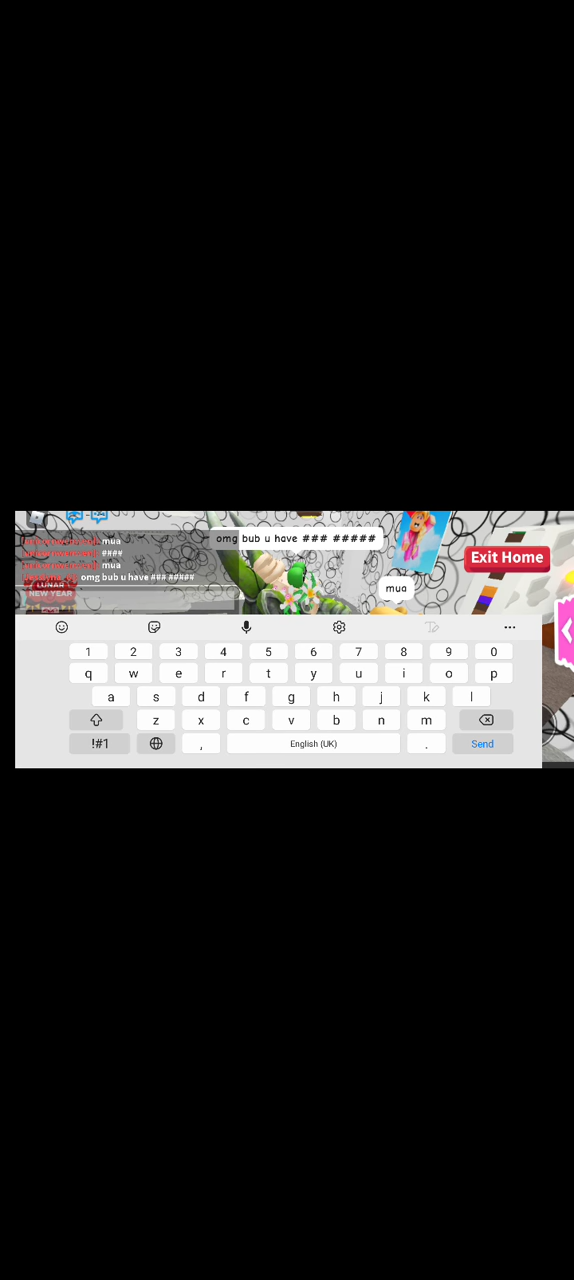 mua
####
mua
omg bub u have ### #####
omg bub u have ### #####
mua
Exit Home
LUNAR
NEW YEAR
1 2 3 4 5 6 7 8 9 0
q w e r t y u i o p
a s d f g h j k l
z x c v b n m
!#1 , English (UK) . Send